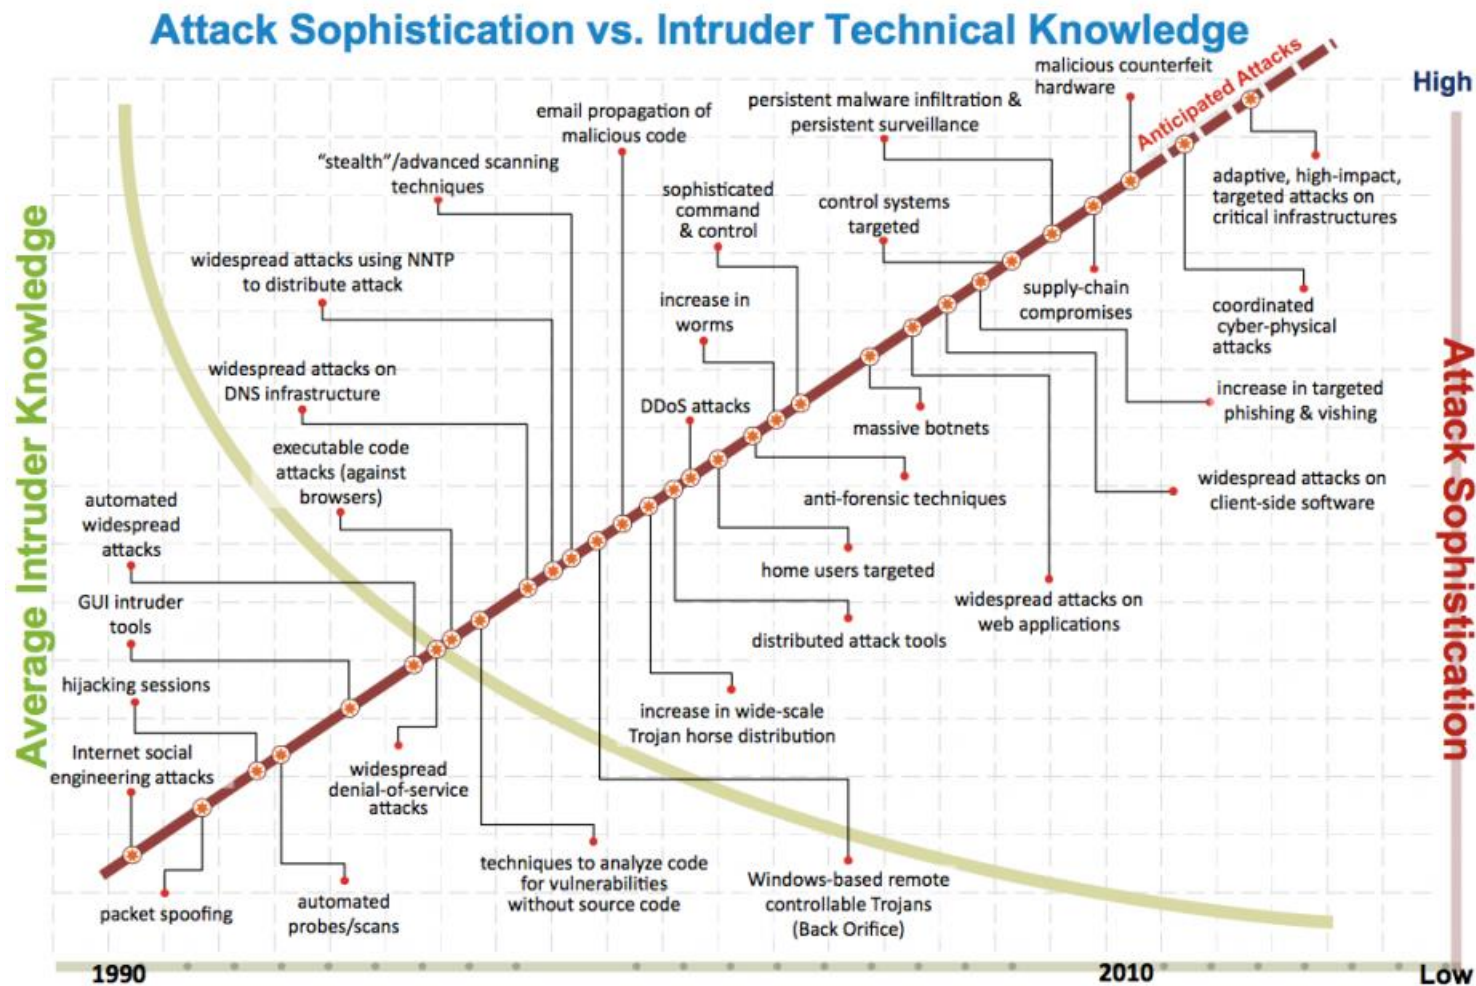 Attack Sophistication vs. Intruder Technical Knowledge
High
Low
Average Intruder Knowledge
Attack Sophistication
Anticipated Attacks
malicious counterfeit
hardware
persistent malware infiltration &
persistent surveillance
email propagation of
malicious code
"stealth"/advanced scanning
techniques
sophisticated
command
& control
control systems
targeted
adaptive, high-impact,
targeted attacks on
critical infrastructures
widespread attacks using NNTP
to distribute attack
increase in
worms
supply-chain
compromises
coordinated
cyber-physical
attacks
widespread attacks on
DNS infrastructure
DDoS attacks
increase in targeted
phishing & vishing
massive botnets
executable code
attacks (against
browsers)
anti-forensic techniques
widespread attacks on
client-side software
automated
widespread
attacks
home users targeted
GUI intruder
tools
widespread attacks on
web applications
distributed attack tools
hijacking sessions
increase in wide-scale
Trojan horse distribution
Internet social
engineering attacks
widespread
denial-of-service
attacks
techniques to analyze code
for vulnerabilities
without source code
Windows-based remote
controllable Trojans
(Back Orifice)
packet spoofing
automated
probes/scans
1990
2010